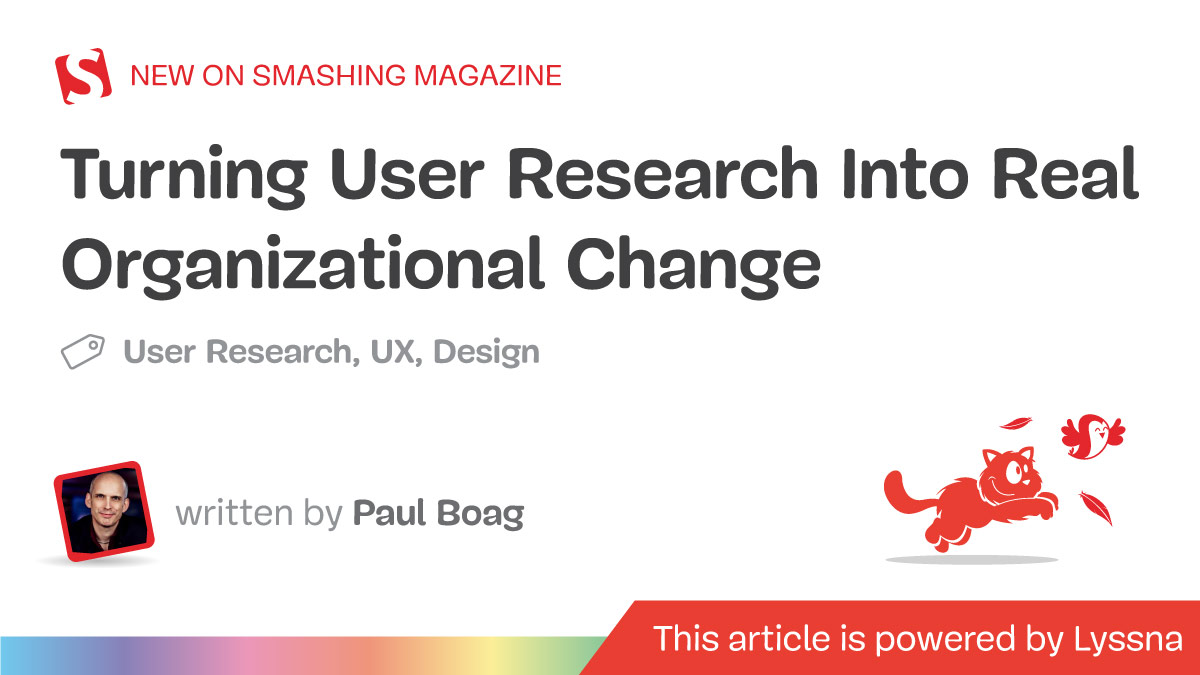 NEW ON SMASHING MAGAZINE
Turning User Research Into Real
Organizational Change
User Research, UX, Design
written by Paul Boag
This article is powered by Lyssna